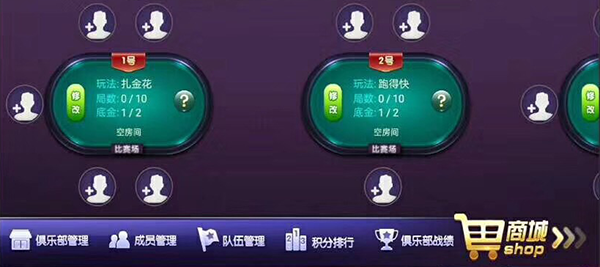 1号
玩法:扎金花
局数:0/10
底金:1/2
修改
?
空房间
比赛场
2号
玩法:跑得快
局数:0/10
底金:1/2
修改
?
空房间
比赛场
俱乐部管理
成员管理
队伍管理
积分排行
俱乐部战绩
商城
shop